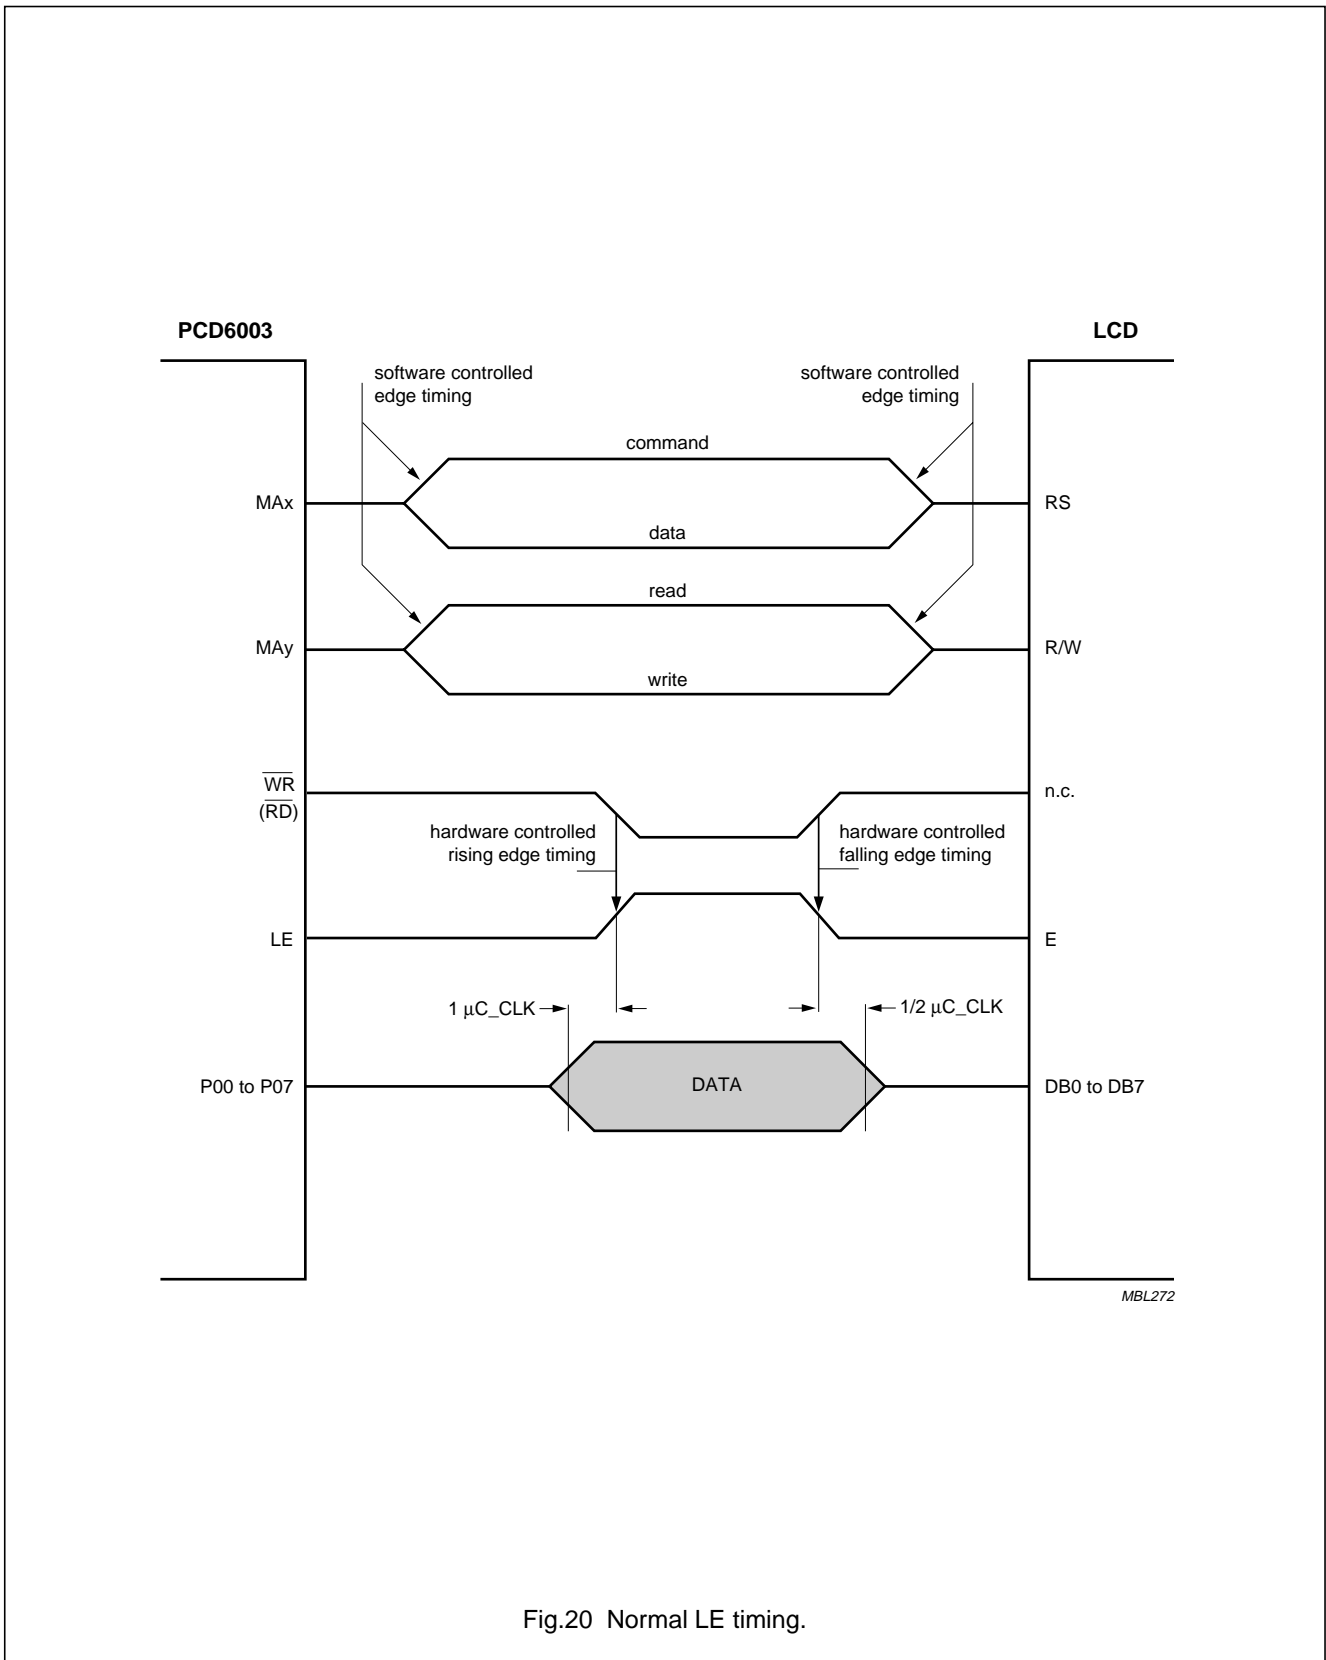 PCD6003
LCD
software controlled
edge timing
software controlled
edge timing
command
MAx
RS
data
read
MAy
R/W
write
WR
(RD)
n.c.
hardware controlled
rising edge timing
hardware controlled
falling edge timing
LE
E
1 μC_CLK
1/2 μC_CLK
P00 to P07
DATA
DB0 to DB7
MBL272
Fig.20 Normal LE timing.